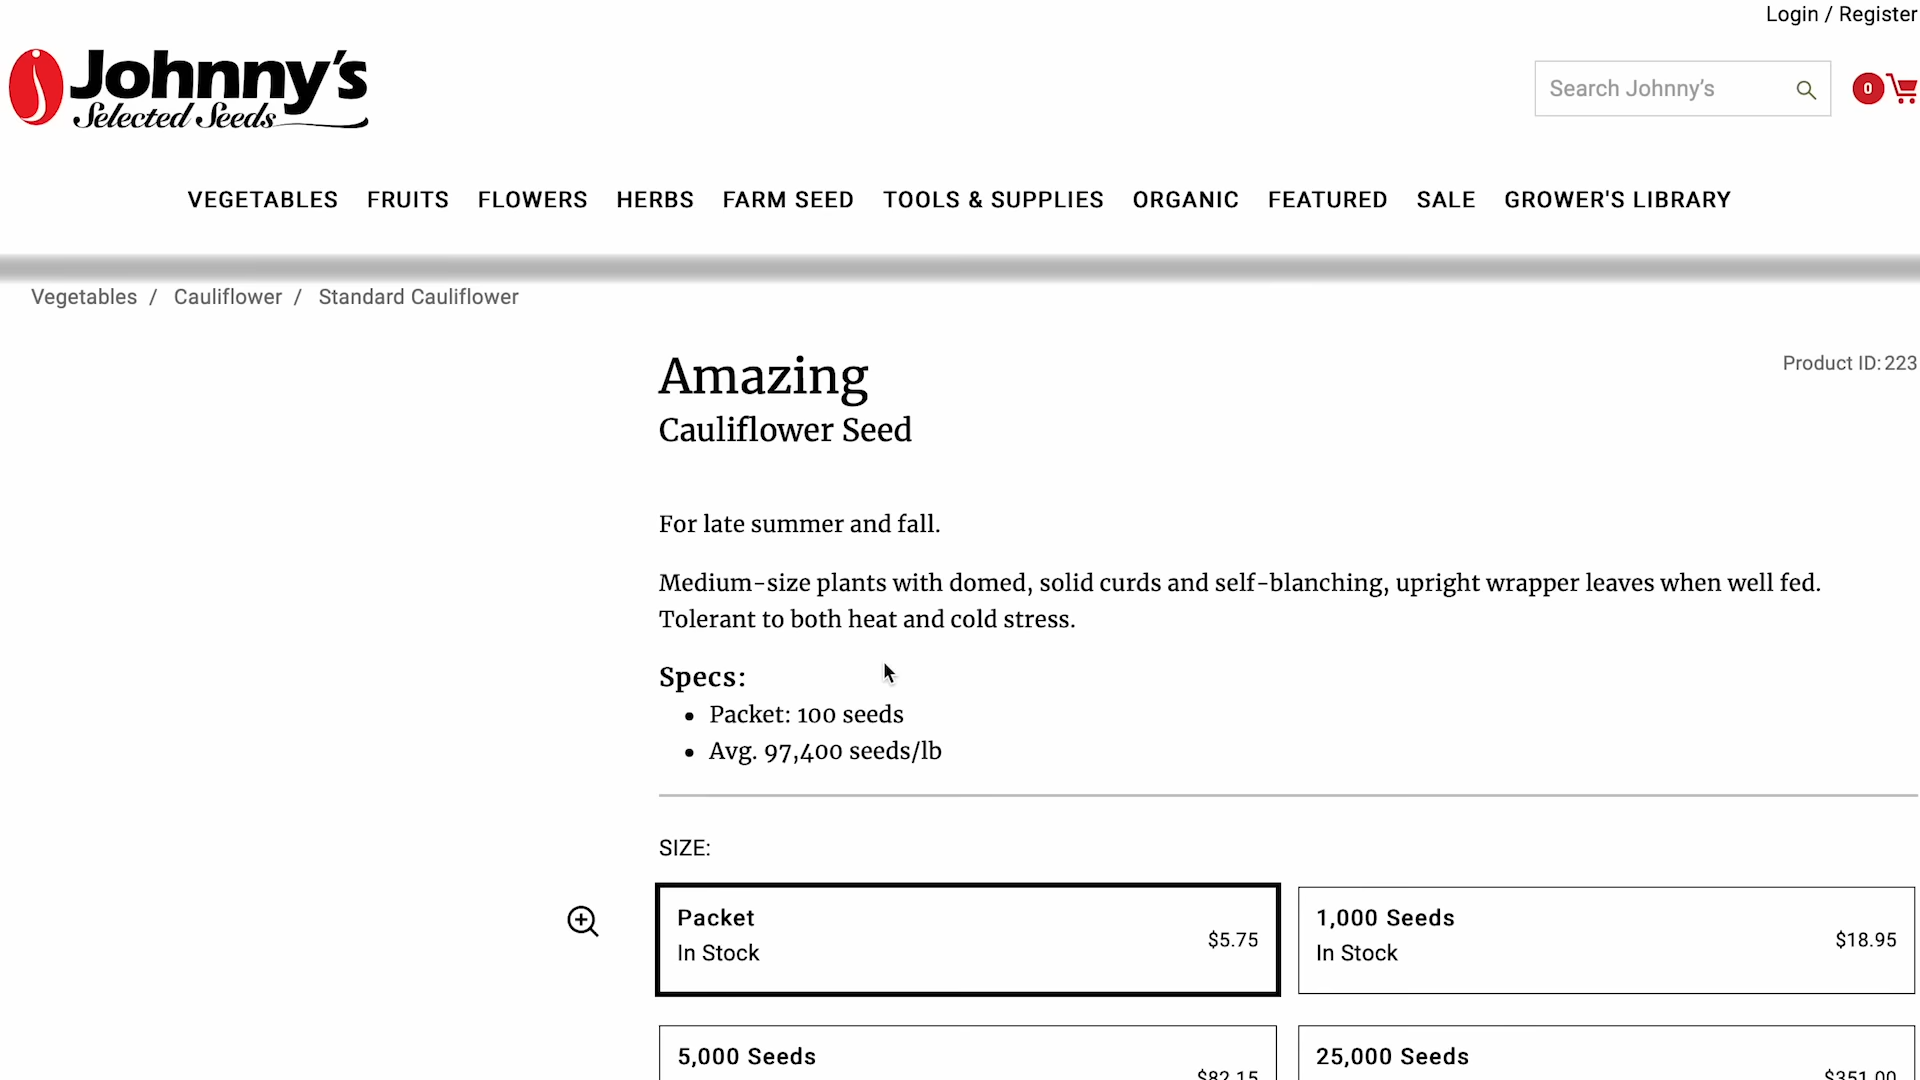 Login / Register
Johnny's
Selected Seeds
Search Johnny's
0
VEGETABLES FRUITS FLOWERS HERBS FARM SEED TOOLS & SUPPLIES ORGANIC FEATURED SALE GROWER'S LIBRARY
Vegetables / Cauliflower / Standard Cauliflower
Amazing
Product ID: 223
Cauliflower Seed
For late summer and fall.
Medium-size plants with domed, solid curds and self-blanching, upright wrapper leaves when well fed.
Tolerant to both heat and cold stress.
Specs:
• Packet: 100 seeds
• Avg. 97,400 seeds/lb
SIZE:
Packet
In Stock
$5.75
1,000 Seeds
In Stock
$18.95
5,000 Seeds
$82.15
25,000 Seeds
$351.00